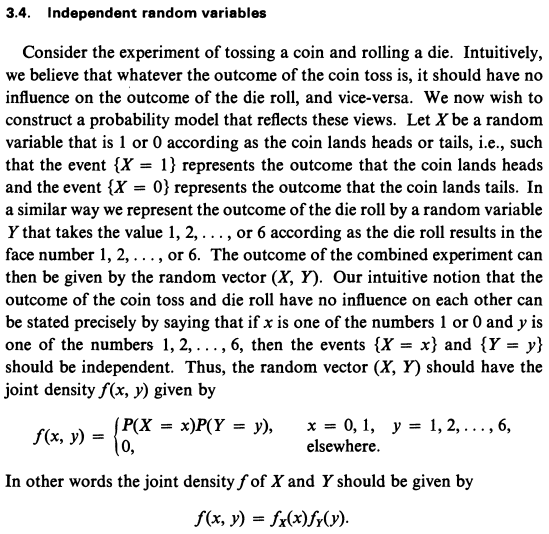 3.4. Independent random variables
Consider the experiment of tossing a coin and rolling a die. Intuitively,
we believe that whatever the outcome of the coin toss is, it should have no
influence on the outcome of the die roll, and vice-versa. We now wish to
construct a probability model that reflects these views. Let X be a random
variable that is 1 or 0 according as the coin lands heads or tails, i.e., such
that the event {X = 1} represents the outcome that the coin lands heads
and the event {X = 0} represents the outcome that the coin lands tails. In
a similar way we represent the outcome of the die roll by a random variable
Y that takes the value 1, 2, . . . , or 6 according as the die roll results in the
face number 1, 2, . . . , or 6. The outcome of the combined experiment can
then be given by the random vector (X, Y). Our intuitive notion that the
outcome of the coin toss and die roll have no influence on each other can
be stated precisely by saying that if x is one of the numbers 1 or 0 and y is
one of the numbers 1, 2, . . . , 6, then the events {X = x} and {Y = y}
should be independent. Thus, the random vector (X, Y) should have the
joint density f(x, y) given by
f(x, y) = { P(X = x)P(Y = y), x = 0, 1, y = 1, 2, . . . , 6,
0, elsewhere.
In other words the joint density f of X and Y should be given by
f(x, y) = f_X(x)f_Y(y).